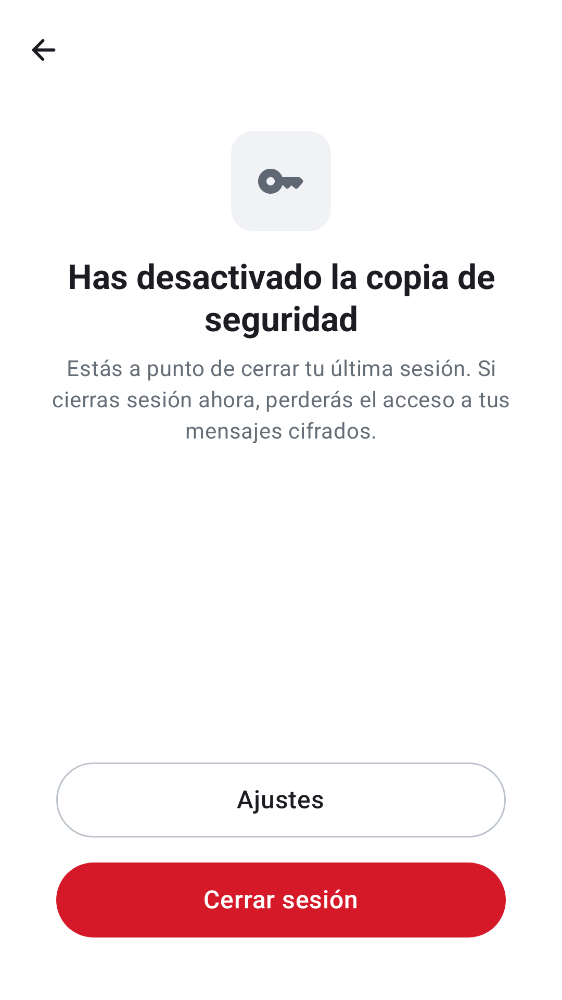 Has desactivado la copia de
seguridad
Estás a punto de cerrar tu última sesión. Si
cierras sesión ahora, perderás el acceso a tus
mensajes cifrados.
Ajustes
Cerrar sesión